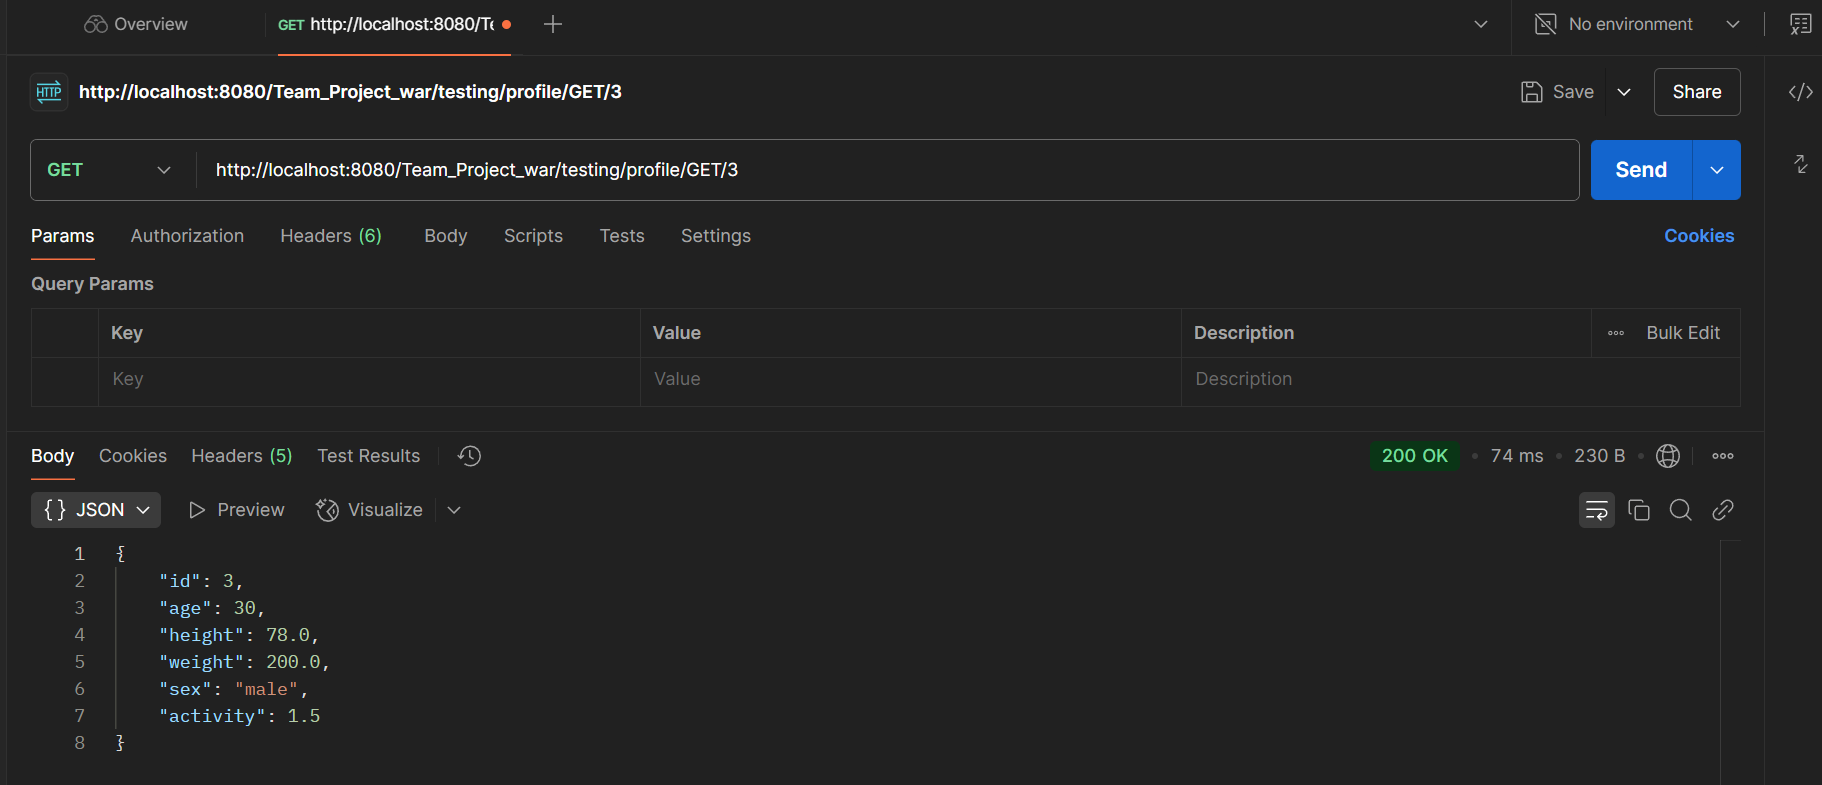 Overview GET http://localhost:8080/Te
No environment
HTTP http://localhost:8080/Team_Project_war/testing/profile/GET/3 Save Share
GET http://localhost:8080/Team_Project_war/testing/profile/GET/3 Send
Params Authorization Headers (6) Body Scripts Tests Settings Cookies
Query Params
Key Value Description Bulk Edit
Key Value Description
Body Cookies Headers (5) Test Results 200 OK 74 ms 230 B
{} JSON Preview Visualize
1 {
2 "id": 3,
3 "age": 30,
4 "height": 78.0,
5 "weight": 200.0,
6 "sex": "male",
7 "activity": 1.5
8 }